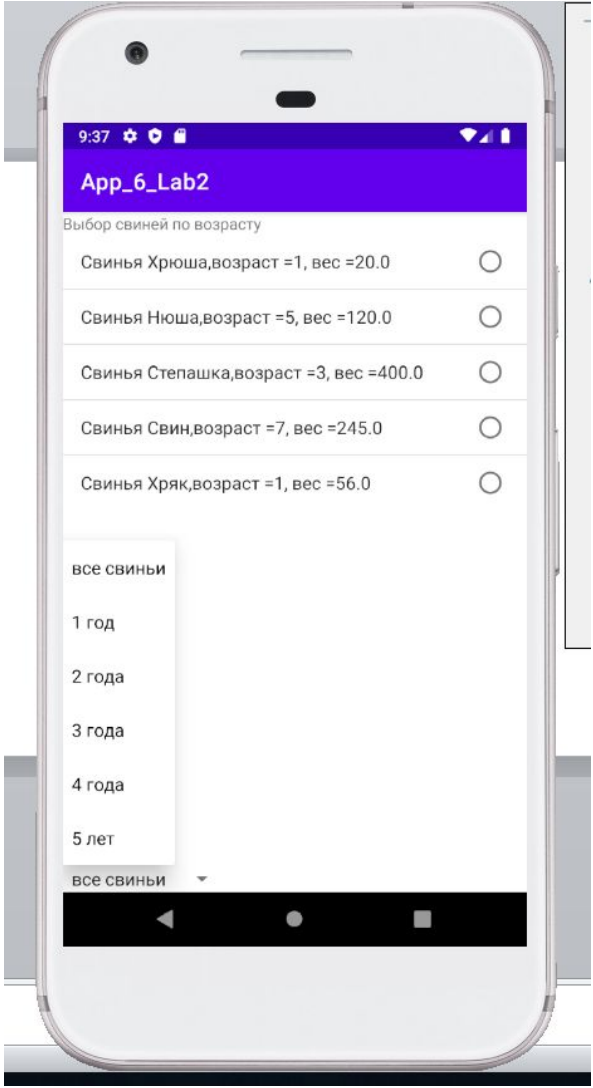 9:37
App_6_Lab2
Выбор свиней по возрасту
Свинья Хрюша,возраст =1, вес =20.0
Свинья Нюша,возраст =5, вес =120.0
Свинья Степашка,возраст =3, вес =400.0
Свинья Свин,возраст =7, вес =245.0
Свинья Хряк,возраст =1, вес =56.0
все свиньи
1 год
2 года
3 года
4 года
5 лет
все свиньи